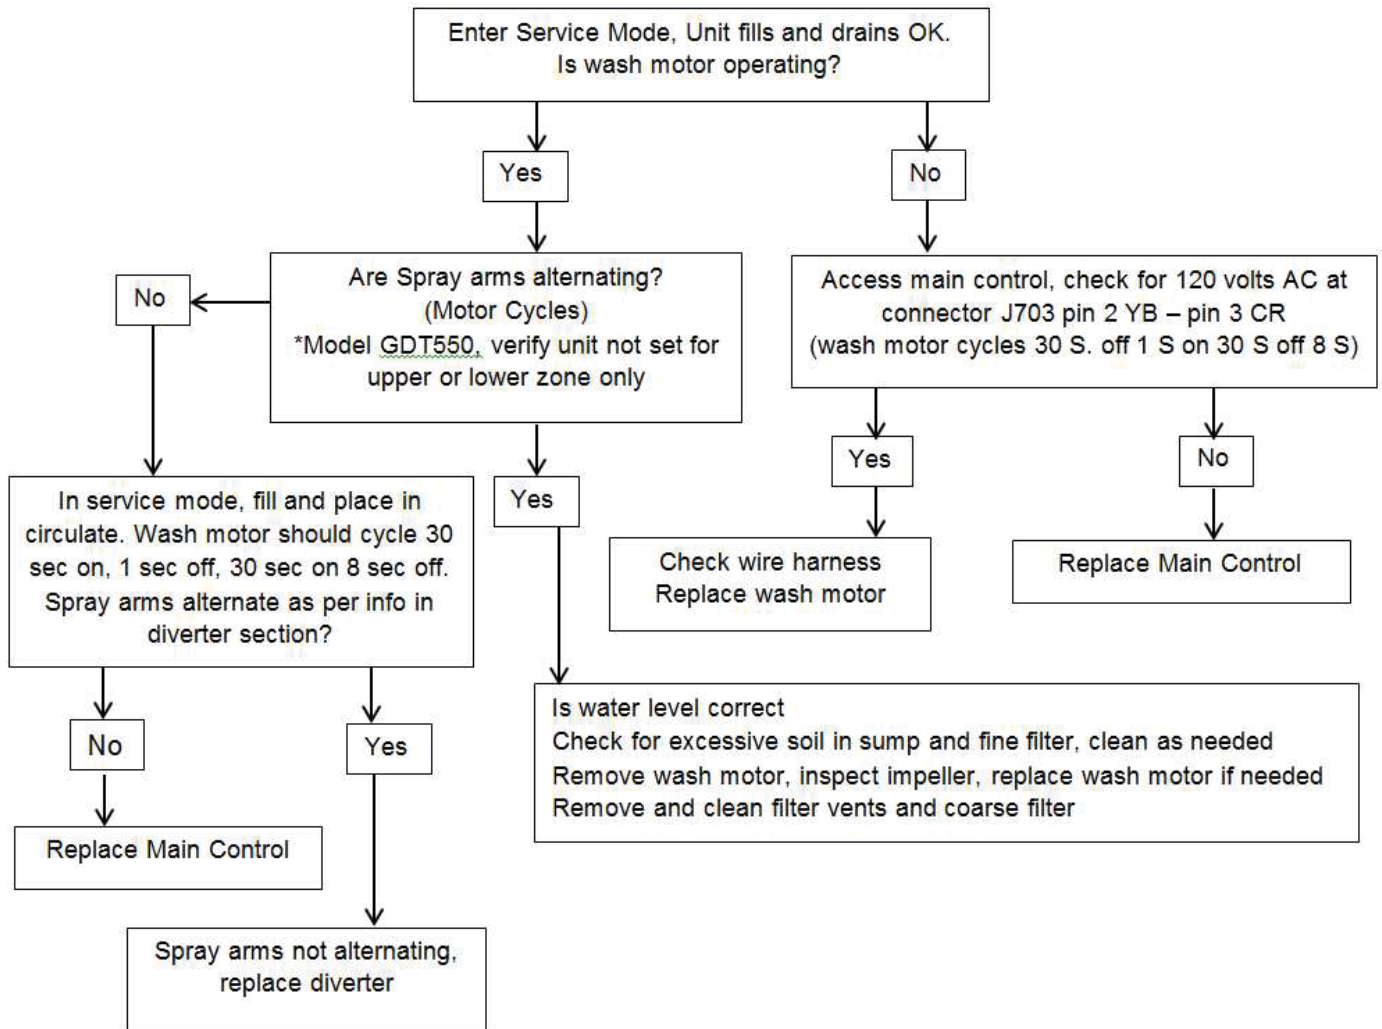 Enter Service Mode, Unit fills and drains OK.
Is wash motor operating?
Yes
No
Are Spray arms alternating?
(Motor Cycles)
*Model GDT550, verify unit not set for
upper or lower zone only
No
Access main control, check for 120 volts AC at
connector J703 pin 2 YB – pin 3 CR
(wash motor cycles 30 S. off 1 S on 30 S off 8 S)
Yes
No
Yes
In service mode, fill and place in
circulate. Wash motor should cycle 30
sec on, 1 sec off, 30 sec on 8 sec off.
Spray arms alternate as per info in
diverter section?
Check wire harness
Replace wash motor
Replace Main Control
No
Yes
Is water level correct
Check for excessive soil in sump and fine filter, clean as needed
Remove wash motor, inspect impeller, replace wash motor if needed
Remove and clean filter vents and coarse filter
Replace Main Control
Spray arms not alternating,
replace diverter